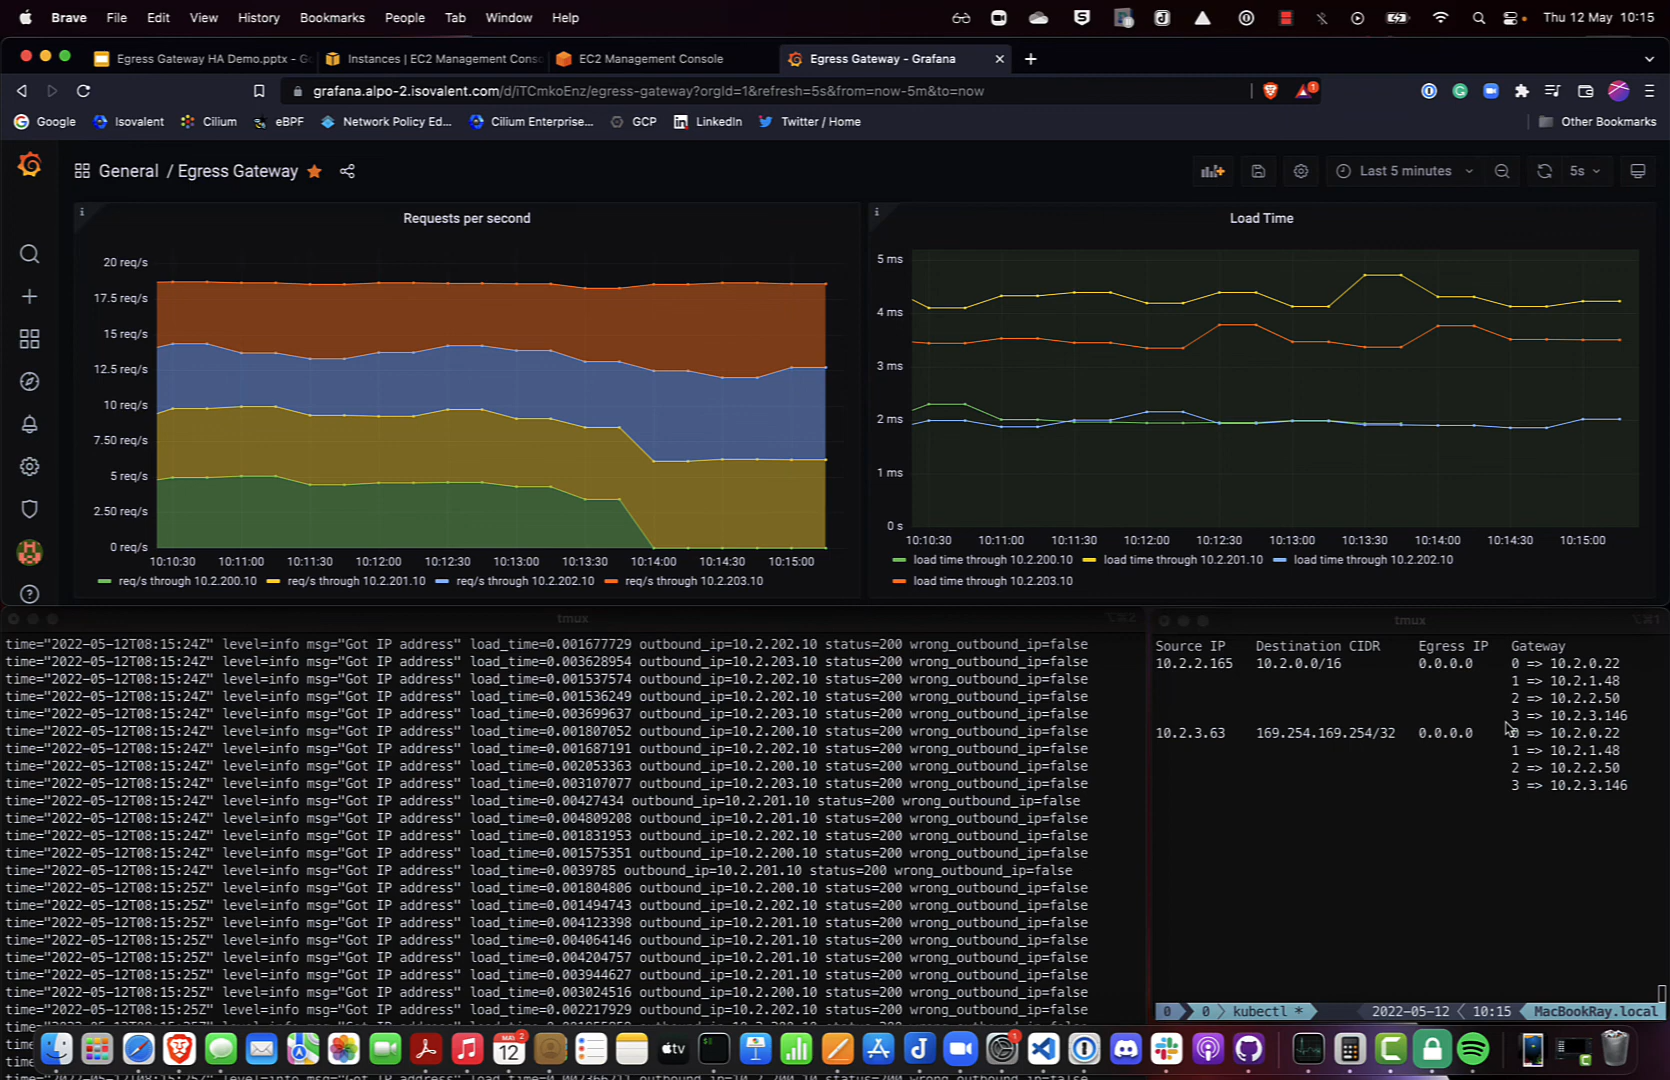 Brave File Edit View History Bookmarks People Tab Window Help Thu 12 May 10:15
Egress Gateway HA Demo.pptx - Go
Instances | EC2 Management Conso
EC2 Management Console
Egress Gateway - Grafana
grafana.alpo-2.isovalent.com/d/iTCmkoEnz/egress-gateway?orgId=1&refresh=5s&from=now-5m&to=now
Google Isovalent Cilium eBPF Network Policy Ed... Cilium Enterprise... GCP LinkedIn Twitter / Home Other Bookmarks
General / Egress Gateway
Last 5 minutes
5s
Requests per second
20 req/s
17.5 req/s
15 req/s
12.5 req/s
10 req/s
7.50 req/s
5 req/s
2.50 req/s
0 req/s
10:10:30 10:11:00 10:11:30 10:12:00 10:12:30 10:13:00 10:13:30 10:14:00 10:14:30 10:15:00
req/s through 10.2.200.10 req/s through 10.2.201.10 req/s through 10.2.202.10 req/s through 10.2.203.10
Load Time
5 ms
4 ms
3 ms
2 ms
1 ms
0 s
10:10:30 10:11:00 10:11:30 10:12:00 10:12:30 10:13:00 10:13:30 10:14:00 10:14:30 10:15:00
load time through 10.2.200.10 load time through 10.2.201.10 load time through 10.2.202.10
load time through 10.2.203.10
tmux ⌥⌘2
time="2022-05-12T08:15:24Z" level=info msg="Got IP address" load_time=0.001677729 outbound_ip=10.2.202.10 status=200 wrong_outbound_ip=false
time="2022-05-12T08:15:24Z" level=info msg="Got IP address" load_time=0.003628954 outbound_ip=10.2.203.10 status=200 wrong_outbound_ip=false
time="2022-05-12T08:15:24Z" level=info msg="Got IP address" load_time=0.001537574 outbound_ip=10.2.202.10 status=200 wrong_outbound_ip=false
time="2022-05-12T08:15:24Z" level=info msg="Got IP address" load_time=0.001536249 outbound_ip=10.2.202.10 status=200 wrong_outbound_ip=false
time="2022-05-12T08:15:24Z" level=info msg="Got IP address" load_time=0.003699637 outbound_ip=10.2.203.10 status=200 wrong_outbound_ip=false
time="2022-05-12T08:15:24Z" level=info msg="Got IP address" load_time=0.001807052 outbound_ip=10.2.200.10 status=200 wrong_outbound_ip=false
time="2022-05-12T08:15:24Z" level=info msg="Got IP address" load_time=0.001687191 outbound_ip=10.2.202.10 status=200 wrong_outbound_ip=false
time="2022-05-12T08:15:24Z" level=info msg="Got IP address" load_time=0.002053363 outbound_ip=10.2.200.10 status=200 wrong_outbound_ip=false
time="2022-05-12T08:15:24Z" level=info msg="Got IP address" load_time=0.003107077 outbound_ip=10.2.203.10 status=200 wrong_outbound_ip=false
time="2022-05-12T08:15:24Z" level=info msg="Got IP address" load_time=0.00427434 outbound_ip=10.2.201.10 status=200 wrong_outbound_ip=false
time="2022-05-12T08:15:24Z" level=info msg="Got IP address" load_time=0.004809208 outbound_ip=10.2.201.10 status=200 wrong_outbound_ip=false
time="2022-05-12T08:15:24Z" level=info msg="Got IP address" load_time=0.001831953 outbound_ip=10.2.202.10 status=200 wrong_outbound_ip=false
time="2022-05-12T08:15:24Z" level=info msg="Got IP address" load_time=0.001575351 outbound_ip=10.2.200.10 status=200 wrong_outbound_ip=false
time="2022-05-12T08:15:24Z" level=info msg="Got IP address" load_time=0.0039785 outbound_ip=10.2.201.10 status=200 wrong_outbound_ip=false
time="2022-05-12T08:15:25Z" level=info msg="Got IP address" load_time=0.001804806 outbound_ip=10.2.200.10 status=200 wrong_outbound_ip=false
time="2022-05-12T08:15:25Z" level=info msg="Got IP address" load_time=0.001494743 outbound_ip=10.2.202.10 status=200 wrong_outbound_ip=false
time="2022-05-12T08:15:25Z" level=info msg="Got IP address" load_time=0.004123398 outbound_ip=10.2.201.10 status=200 wrong_outbound_ip=false
time="2022-05-12T08:15:25Z" level=info msg="Got IP address" load_time=0.004064146 outbound_ip=10.2.201.10 status=200 wrong_outbound_ip=false
time="2022-05-12T08:15:25Z" level=info msg="Got IP address" load_time=0.004204757 outbound_ip=10.2.201.10 status=200 wrong_outbound_ip=false
time="2022-05-12T08:15:25Z" level=info msg="Got IP address" load_time=0.003944627 outbound_ip=10.2.201.10 status=200 wrong_outbound_ip=false
time="2022-05-12T08:15:25Z" level=info msg="Got IP address" load_time=0.003024516 outbound_ip=10.2.200.10 status=200 wrong_outbound_ip=false
time="2022-05-12T08:15:25Z" level=info msg="Got IP address" load_time=0.002217929 outbound_ip=10.2.200.10 status=200 wrong_outbound_ip=false
tmux ⌥⌘1
Source IP Destination CIDR Egress IP Gateway
10.2.2.165 10.2.0.0/16 0.0.0.0 0 => 10.2.0.22
1 => 10.2.1.48
2 => 10.2.2.50
3 => 10.2.3.146
10.2.3.63 169.254.169.254/32 0.0.0.0 0 => 10.2.0.22
1 => 10.2.1.48
2 => 10.2.2.50
3 => 10.2.3.146
0 0 kubectl * 2022-05-12 10:15 MacBookRay.local